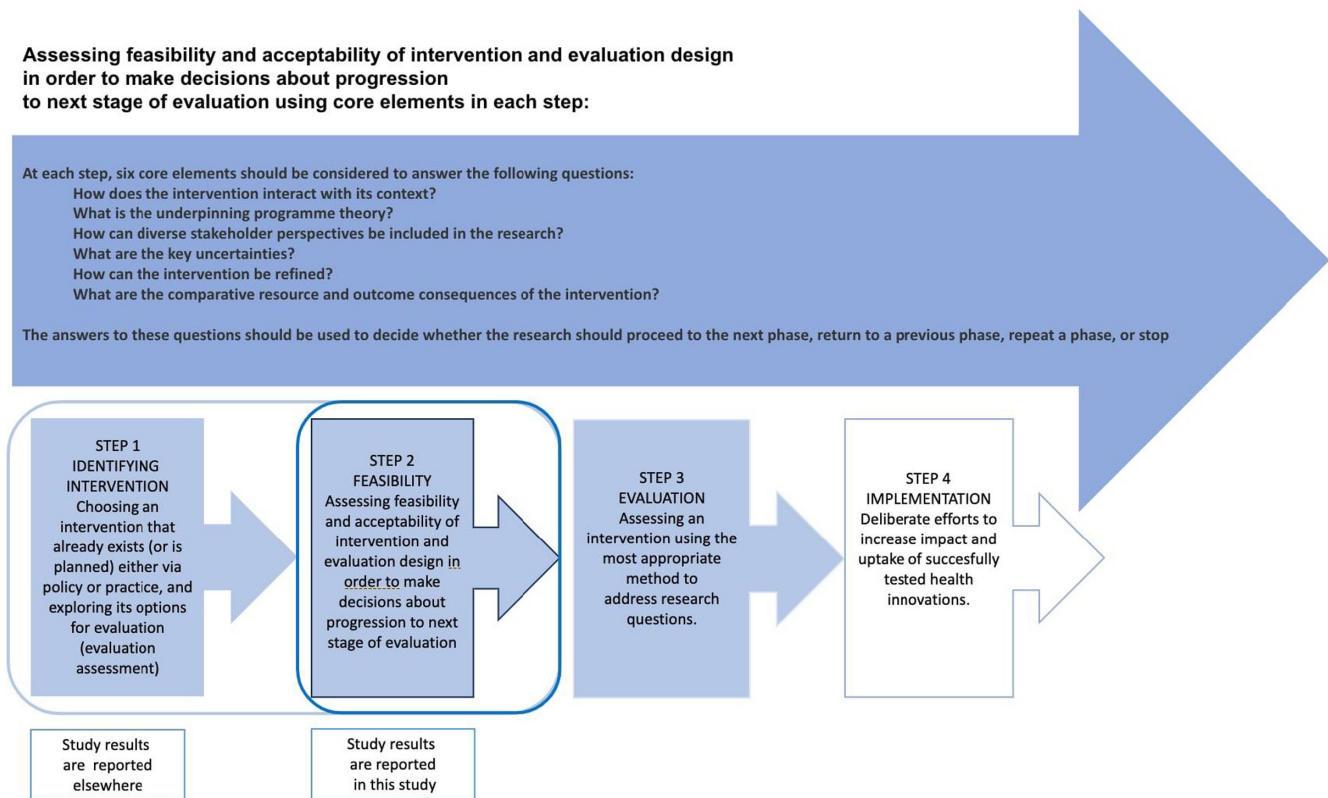 Assessing feasibility and acceptability of intervention and evaluation design
in order to make decisions about progression
to next stage of evaluation using core elements in each step:
At each step, six core elements should be considered to answer the following questions:
How does the intervention interact with its context?
What is the underpinning programme theory?
How can diverse stakeholder perspectives be included in the research?
What are the key uncertainties?
How can the intervention be refined?
What are the comparative resource and outcome consequences of the intervention?
The answers to these questions should be used to decide whether the research should proceed to the next phase, return to a previous phase, repeat a phase, or stop
STEP 1
IDENTIFYING
INTERVENTION
Choosing an
intervention that
already exists (or is
planned) either via
policy or practice, and
exploring its options
for evaluation
(evaluation
assessment)
STEP 2
FEASIBILITY
Assessing feasibility
and acceptability of
intervention and
evaluation design in
order to make
decisions about
progression to next
stage of evaluation
STEP 3
EVALUATION
Assessing an
intervention using the
most appropriate
method to
address research
questions.
STEP 4
IMPLEMENTATION
Deliberate efforts to
increase impact and
uptake of succesfully
tested health
innovations.
Study results
are reported
elsewhere
Study results
are reported
in this study